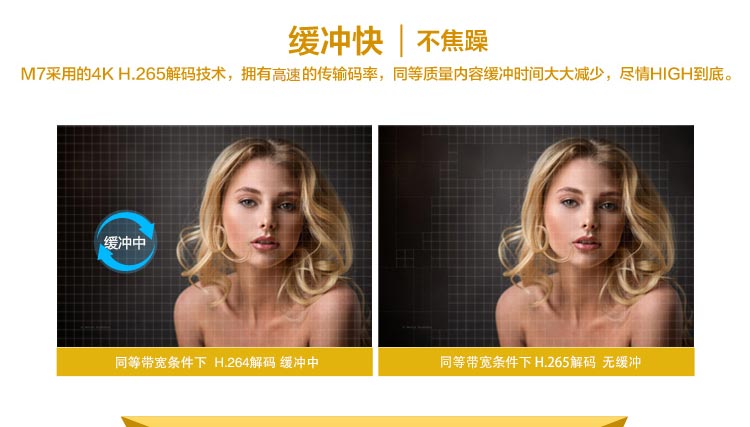 缓冲快 | 不焦躁
M7采用的4K H.265解码技术，拥有高速的传输码率，同等质量内容缓冲时间大大减少，尽情HIGH到底。
缓冲中
同等带宽条件下 H.264解码 缓冲中
同等带宽条件下 H.265解码 无缓冲